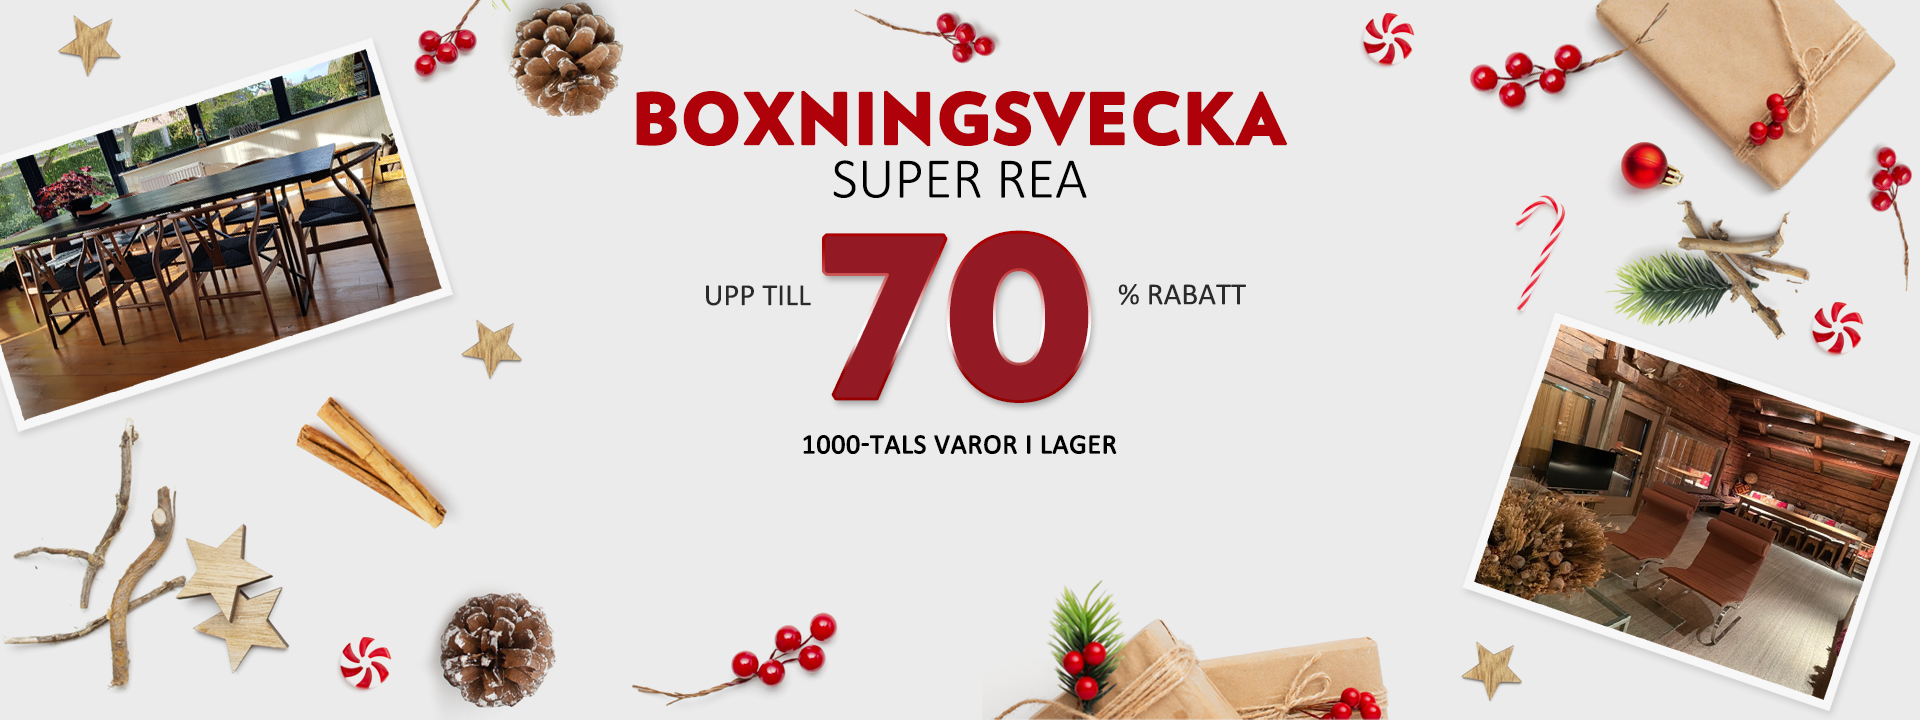 BOXNINGSVECKA
SUPER REA
UPP TILL 70 % RABATT
1000-TALS VAROR I LAGER